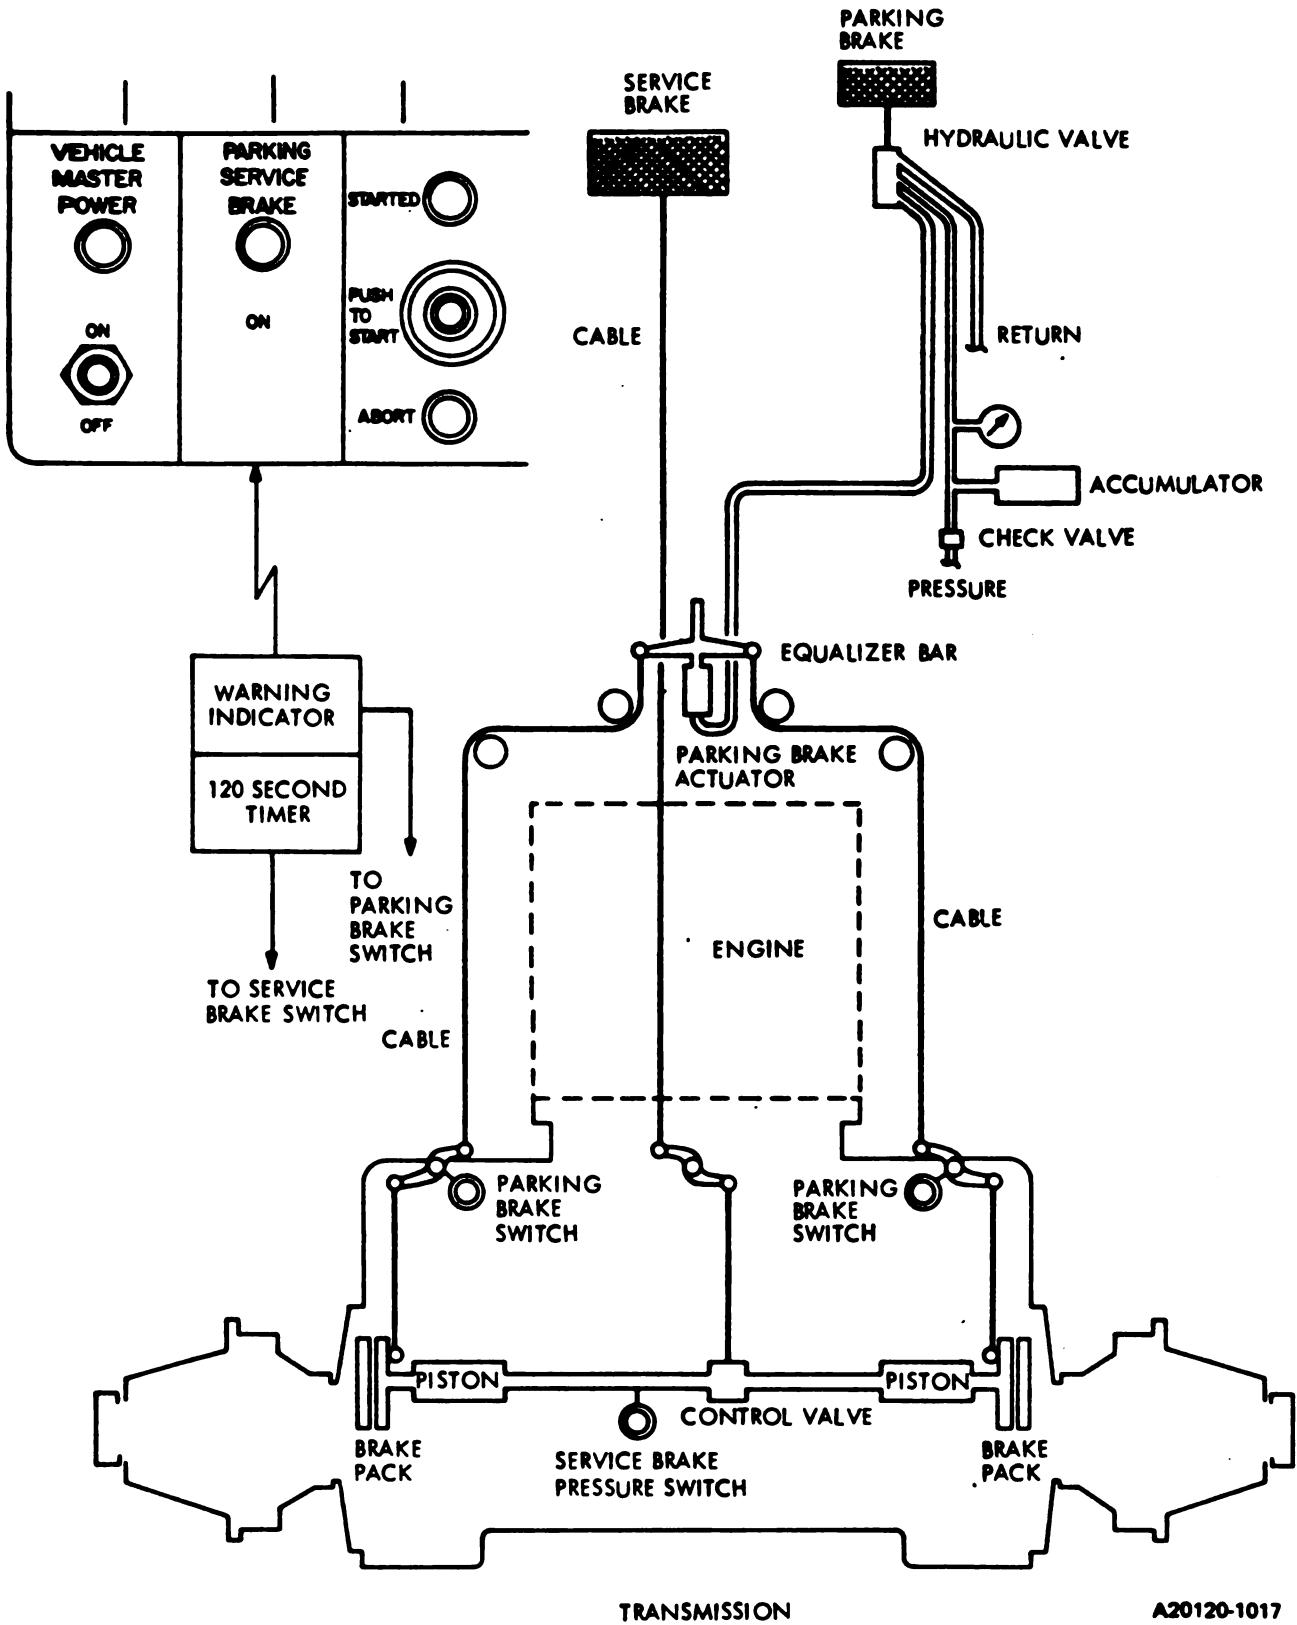 PARKING
BRAKE
SERVICE
BRAKE
HYDRAULIC VALVE
VEHICLE
MASTER
POWER
ON
OFF
PARKING
SERVICE
BRAKE
ON
STARTED
PUSH
TO
START
ABORT
CABLE
RETURN
ACCUMULATOR
CHECK VALVE
PRESSURE
EQUALIZER BAR
WARNING
INDICATOR
120 SECOND
TIMER
PARKING BRAKE
ACTUATOR
TO
PARKING
BRAKE
SWITCH
TO SERVICE
BRAKE SWITCH
CABLE
ENGINE
CABLE
PARKING
BRAKE
SWITCH
PARKING
BRAKE
SWITCH
PISTON
PISTON
CONTROL VALVE
BRAKE
PACK
SERVICE BRAKE
PRESSURE SWITCH
BRAKE
PACK
TRANSMISSION
A20120-1017